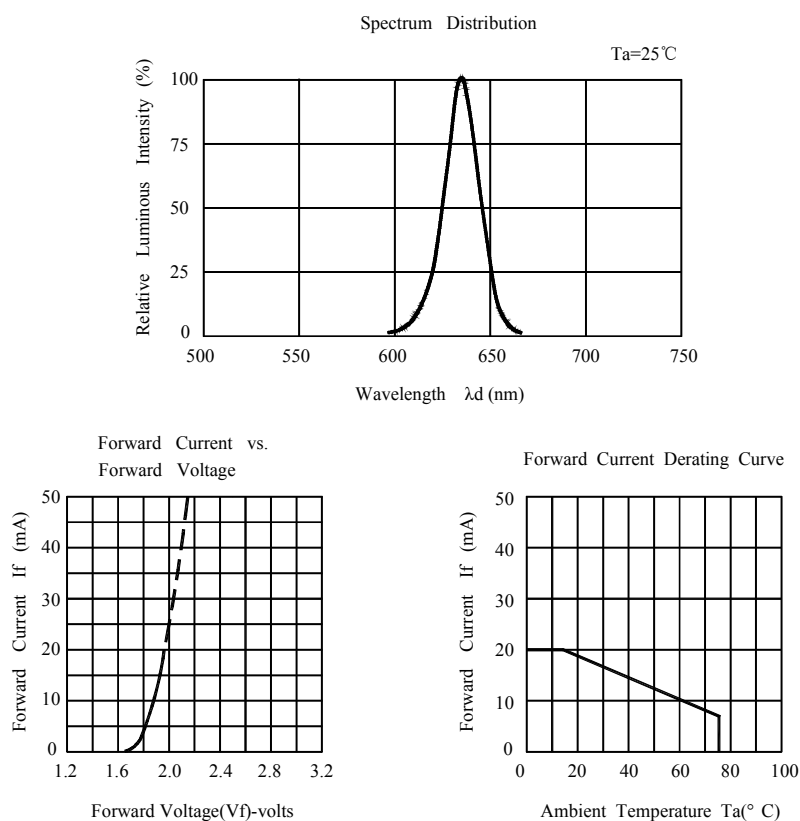 Spectrum Distribution
Ta=25℃
Relative Luminous Intensity (%)
100
75
50
25
0
500 550 600 650 700 750
Wavelength λd (nm)
Forward Current vs.
Forward Voltage
Forward Current If (mA)
50
40
30
20
10
0
1.2 1.6 2.0 2.4 2.8 3.2
Forward Voltage(Vf)-volts
Forward Current Derating Curve
Forward Current If (mA)
50
40
30
20
10
0
0 20 40 60 80 100
Ambient Temperature Ta(° C)